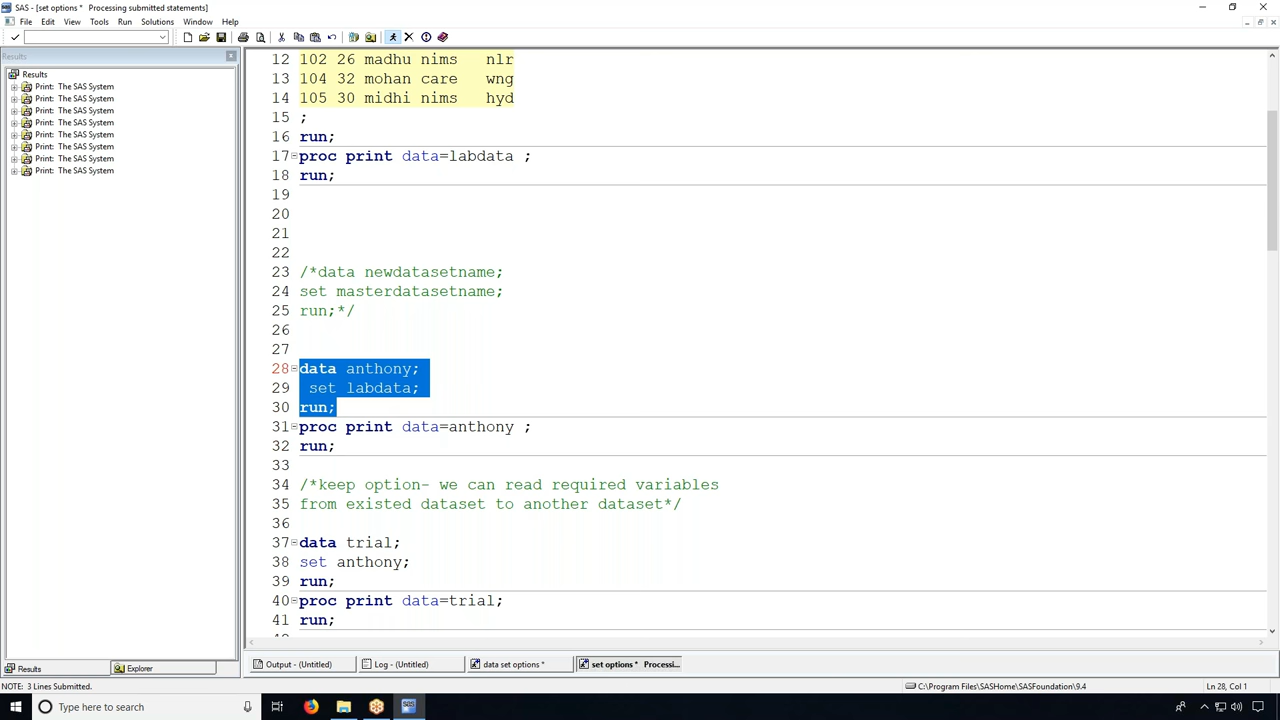 SAS - [set options * Processing submitted statements]
File Edit View Tools Run Solutions Window Help
Results
Results
Print: The SAS System
Print: The SAS System
Print: The SAS System
Print: The SAS System
Print: The SAS System
Print: The SAS System
Print: The SAS System
Print: The SAS System
12 102 26 madhu nims nlr
13 104 32 mohan care wng
14 105 30 midhi nims hyd
15 ;
16 run;
17 proc print data=labdata ;
18 run;
19
20
21
22
23 /*data newdatasetname;
24 set masterdatasetname;
25 run;*/
26
27
28 data anthony;
29 set labdata;
30 run;
31 proc print data=anthony ;
32 run;
33
34 /*keep option- we can read required variables
35 from existed dataset to another dataset*/
36
37 data trial;
38 set anthony;
39 run;
40 proc print data=trial;
41 run;
Results Explorer
Output - (Untitled) Log - (Untitled) data set options * set options * Processi...
NOTE: 3 Lines Submitted. C:\Program Files\SASHome\SASFoundation\9.4 Ln 28, Col 1
Type here to search